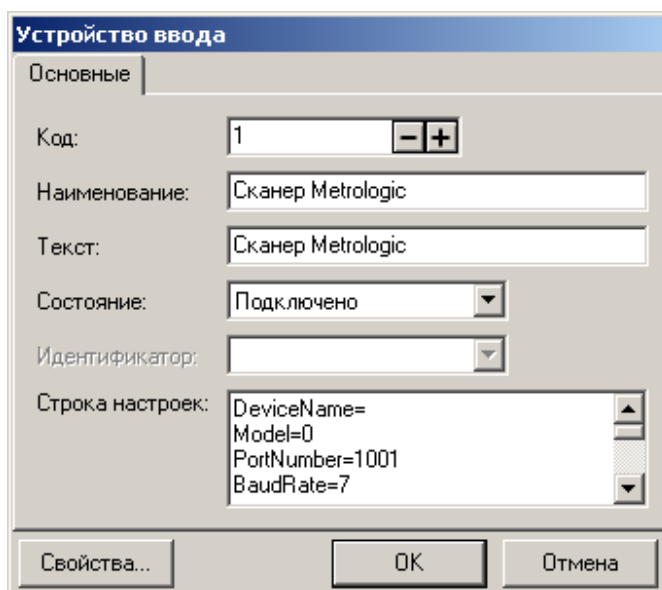 Устройство ввода
Основные
Код: 1
Наименование: Сканер Metrologic
Текст: Сканер Metrologic
Состояние: Подключено
Идентификатор:
Строка настроек: DeviceName=
Model=0
PortNumber=1001
BaudRate=7
Свойства... OK Отмена